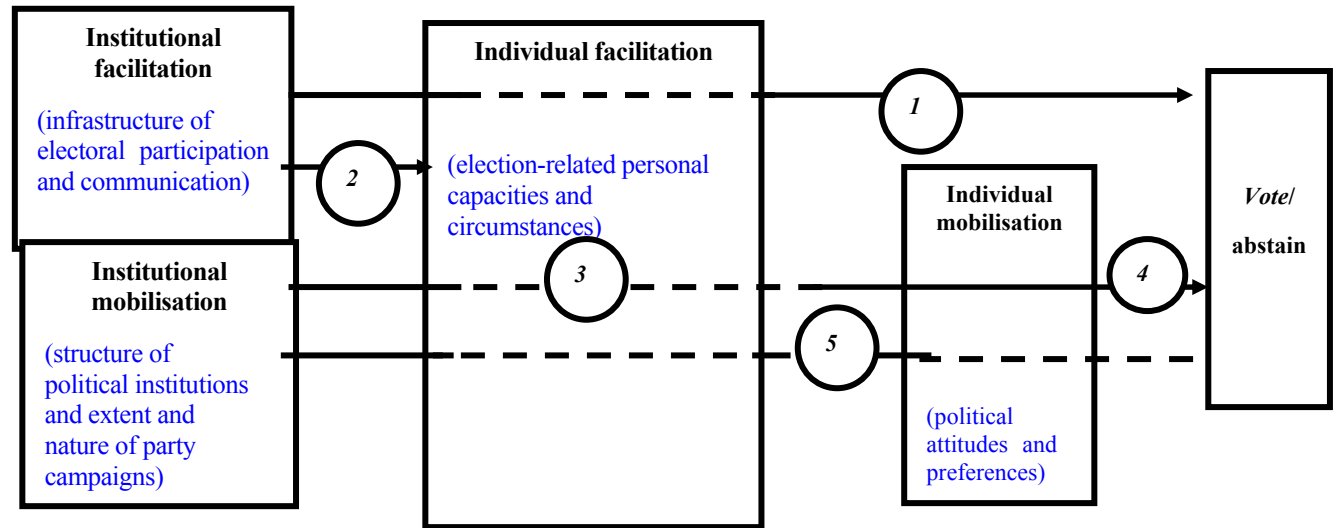 Institutional
facilitation
(infrastructure of
electoral participation
and communication)
2
Institutional
mobilisation
(structure of
political institutions
and extent and
nature of party
campaigns)
Individual facilitation
(election-related personal
capacities and
circumstances)
3
1
5
Individual
mobilisation
(political
attitudes and
preferences)
4
Vote/
abstain